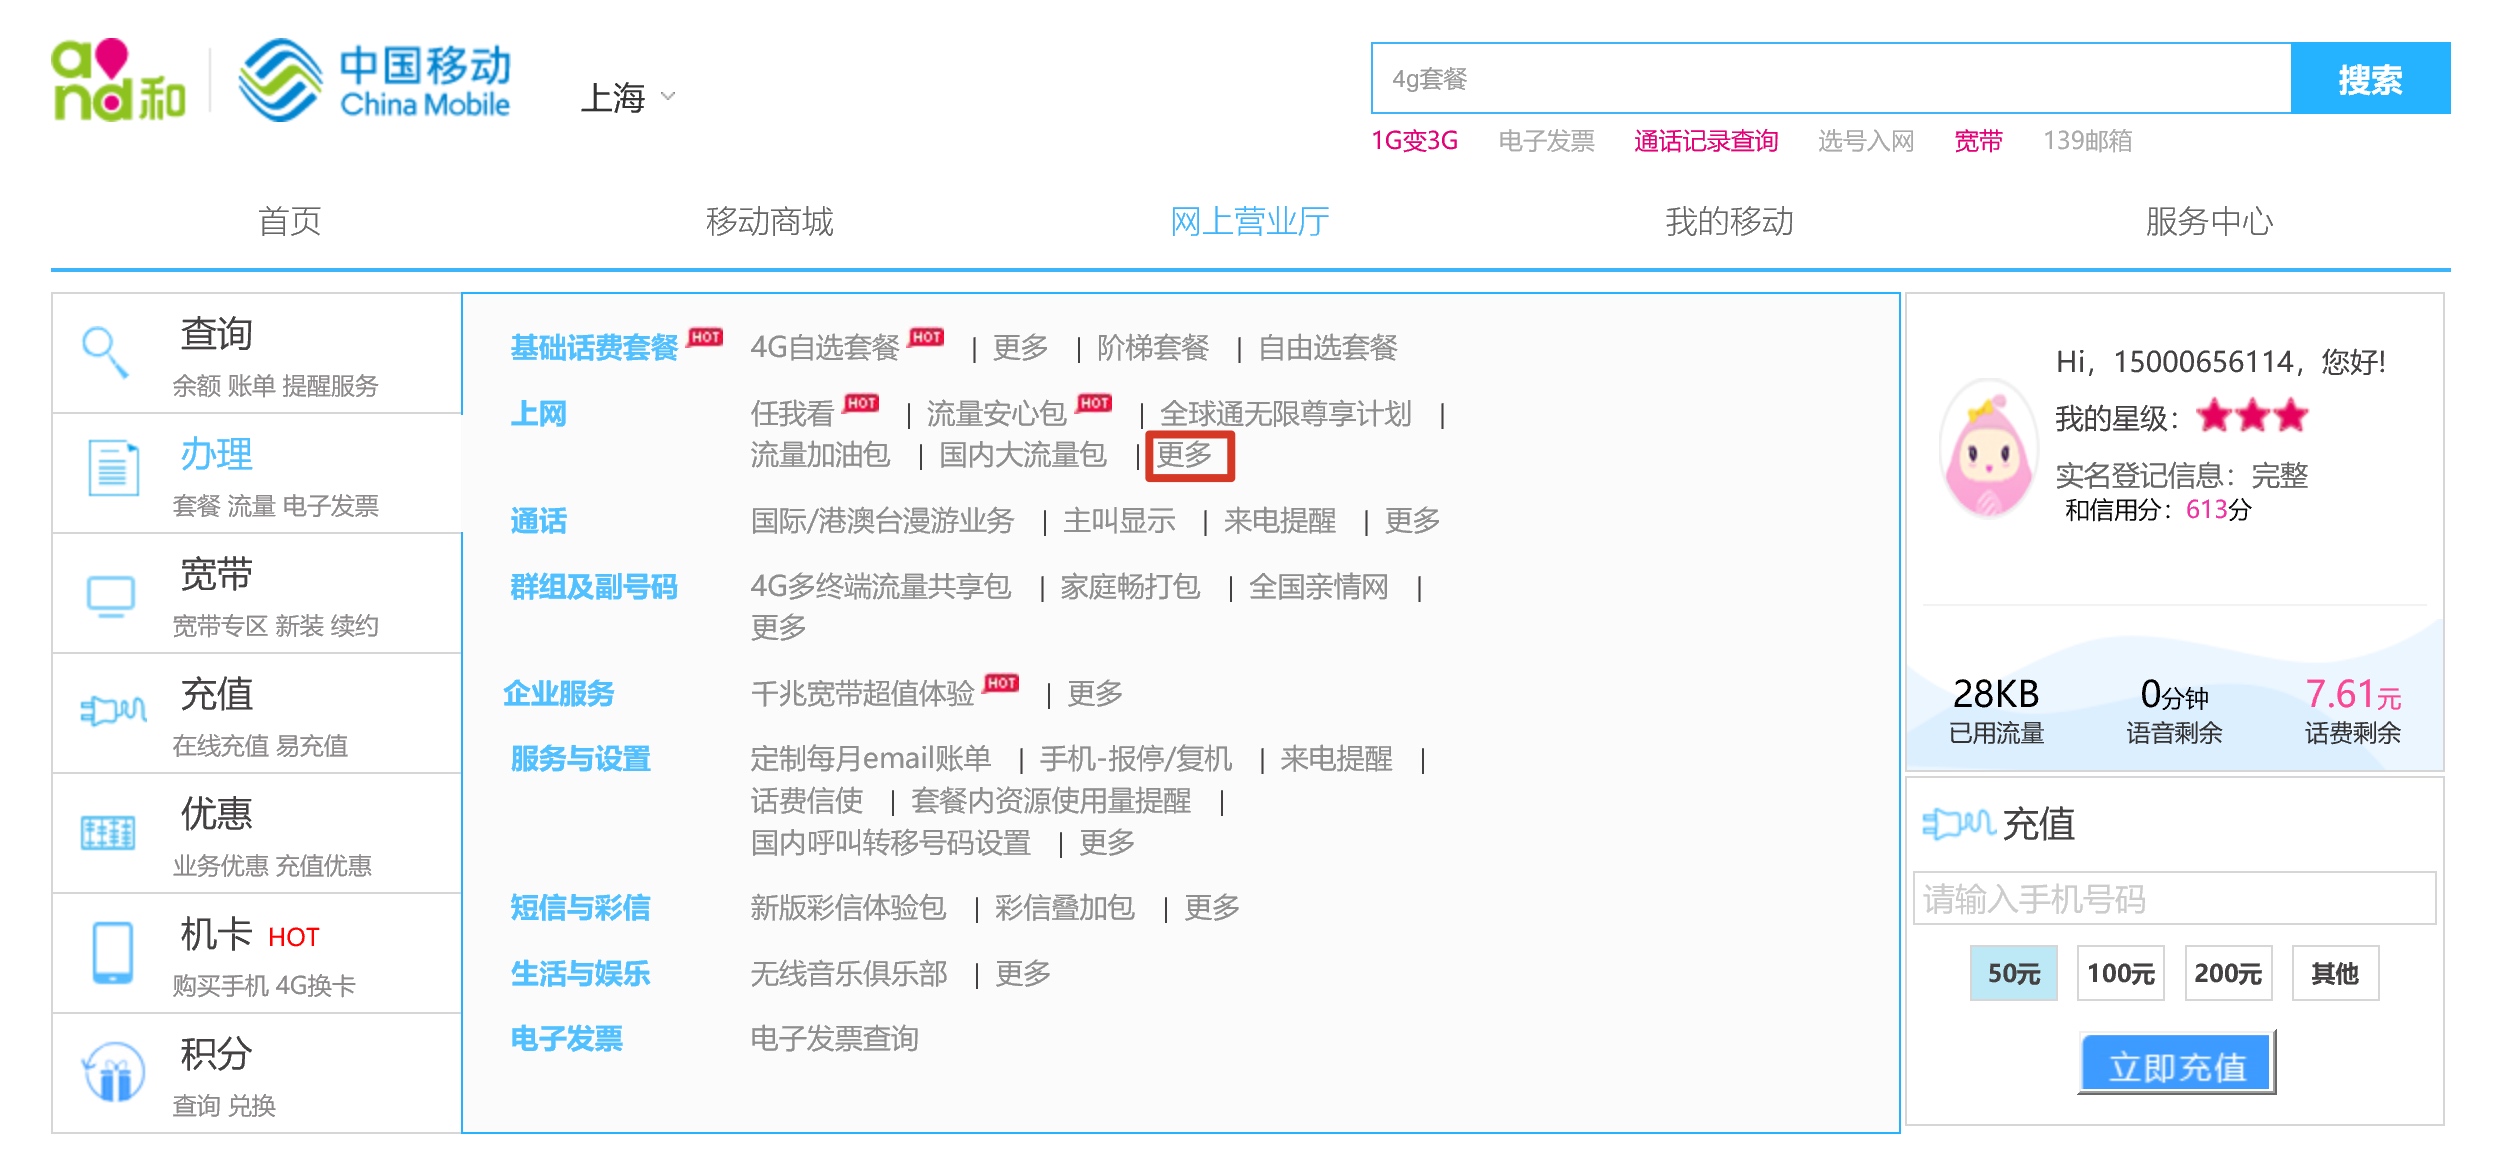 and和 中国移动
China Mobile
上海
4g套餐 搜索
1G变3G 电子发票 通话记录查询 选号入网 宽带 139邮箱
首页 移动商城 网上营业厅 我的移动 服务中心
查询
余额 账单 提醒服务
办理
套餐 流量 电子发票
宽带
宽带专区 新装 续约
充值
在线充值 易充值
优惠
业务优惠 充值优惠
机卡 HOT
购买手机 4G换卡
积分
查询 兑换
基础话费套餐 HOT 4G自选套餐 HOT | 更多 | 阶梯套餐 | 自由选套餐
上网 任我看 HOT | 流量安心包 HOT | 全球通无限尊享计划 |
流量加油包 | 国内大流量包 | 更多
通话 国际/港澳台漫游业务 | 主叫显示 | 来电提醒 | 更多
群组及副号码 4G多终端流量共享包 | 家庭畅打包 | 全国亲情网 |
更多
企业服务 千兆宽带超值体验 HOT | 更多
服务与设置 定制每月email账单 | 手机-报停/复机 | 来电提醒 |
话费信使 | 套餐内资源使用量提醒 |
国内呼叫转移号码设置 | 更多
短信与彩信 新版彩信体验包 | 彩信叠加包 | 更多
生活与娱乐 无线音乐俱乐部 | 更多
电子发票 电子发票查询
Hi，15000656114，您好!
我的星级：
实名登记信息：完整
和信用分：613分
28KB 0分钟 7.61元
已用流量 语音剩余 话费剩余
充值
请输入手机号码
50元 100元 200元 其他
立即充值